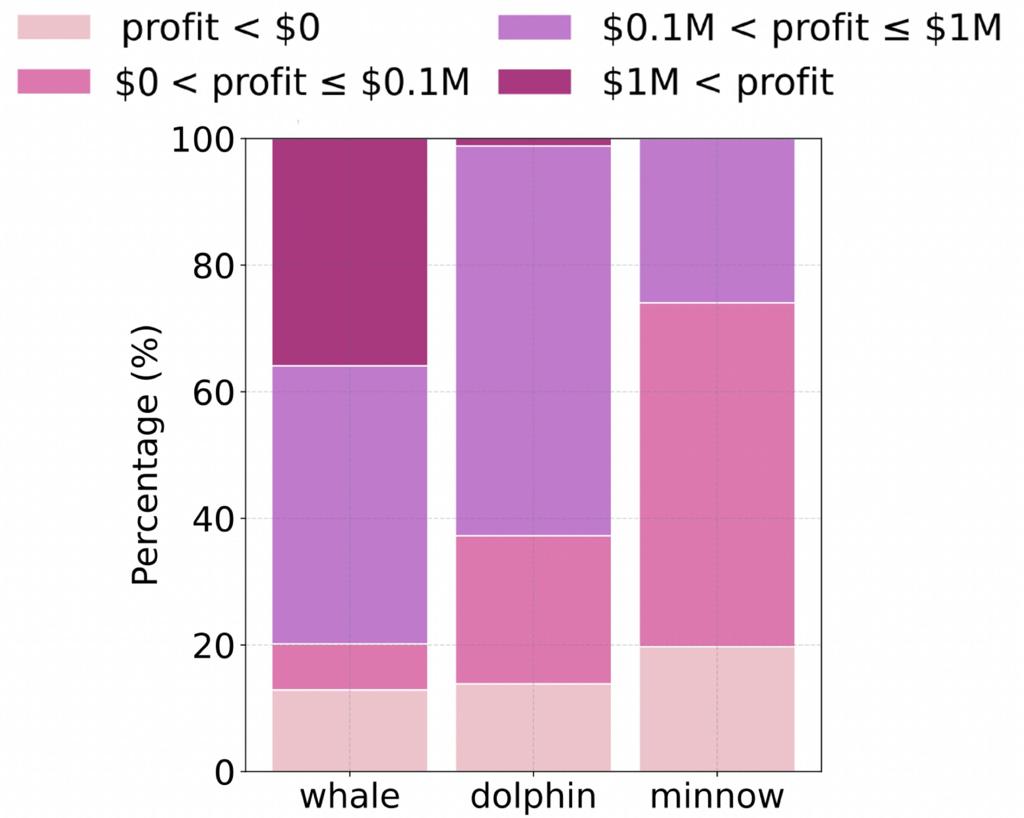 profit < $0
$0.1M < profit ≤ $1M
$0 < profit ≤ $0.1M
$1M < profit
100
80
60
40
20
0
Percentage (%)
whale
dolphin
minnow